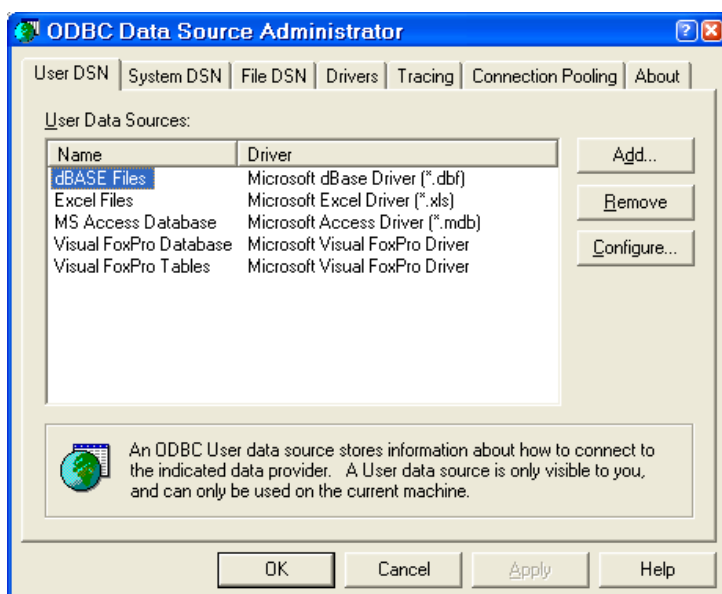 ODBC Data Source Administrator
User DSN System DSN File DSN Drivers Tracing Connection Pooling About
User Data Sources:
Name Driver
dBASE Files Microsoft dBase Driver (*.dbf)
Excel Files Microsoft Excel Driver (*.xls)
MS Access Database Microsoft Access Driver (*.mdb)
Visual FoxPro Database Microsoft Visual FoxPro Driver
Visual FoxPro Tables Microsoft Visual FoxPro Driver
Add...
Remove
Configure...
An ODBC User data source stores information about how to connect to
the indicated data provider. A User data source is only visible to you,
and can only be used on the current machine.
OK Cancel Apply Help